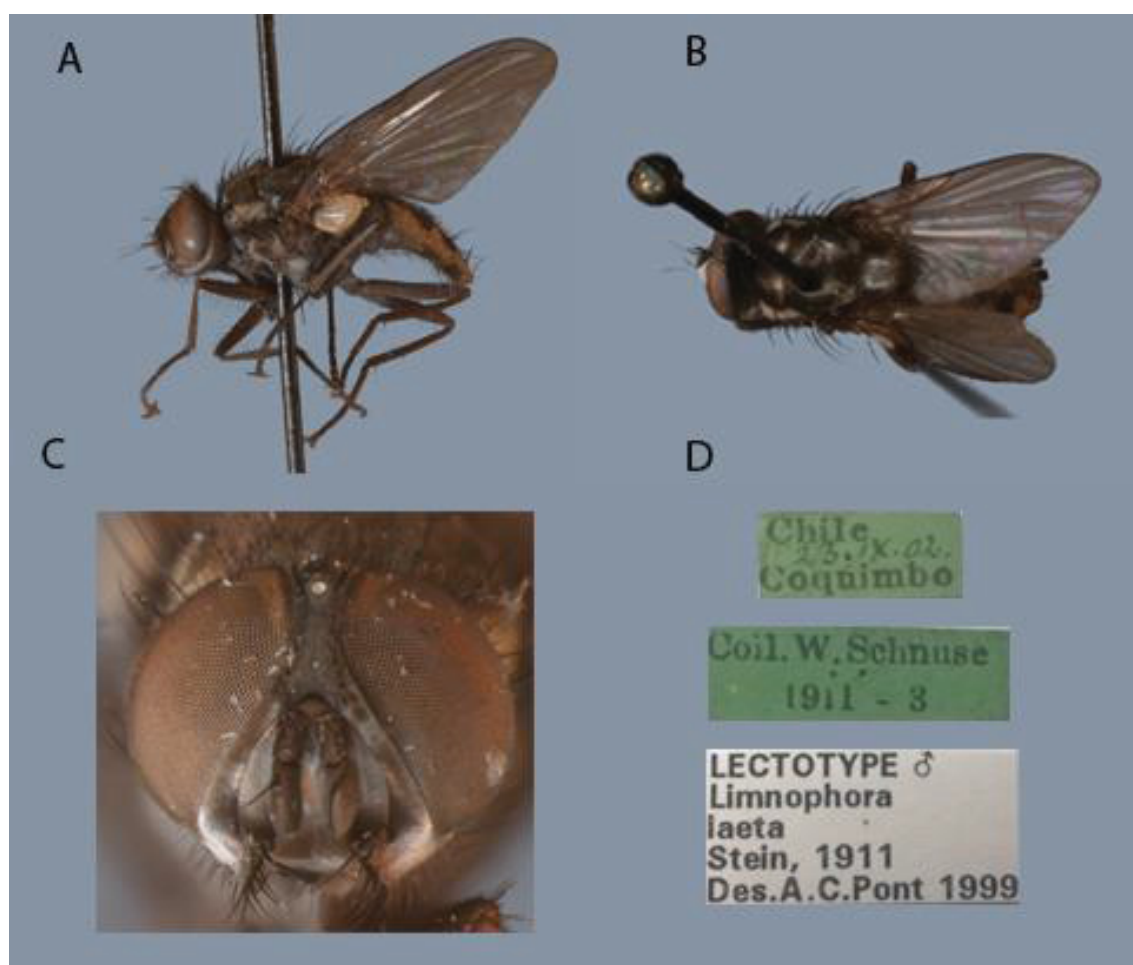 A
B
C
D
Chile
23.IX.02.
Coquimbo
Coll. W. Schnuse
1911 - 3
LECTOTYPE ♂
Limnophora
laeta
Stein, 1911
Des.A.C.Pont 1999